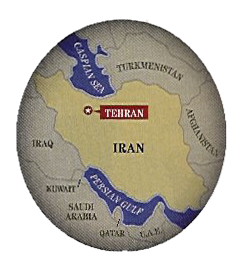 CASPIAN SEA
TURKMENISTAN
TEHRAN
AFGHANISTAN
IRAQ
IRAN
KUWAIT
PERSIAN GULF
SAUDI
ARABIA
QATAR
U.A.E.